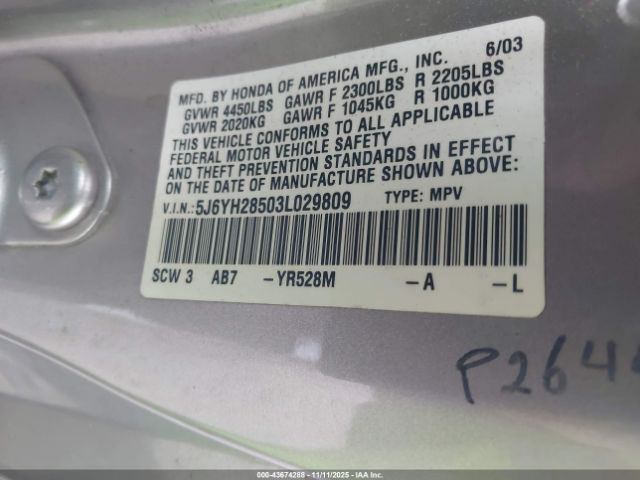 MFD. BY HONDA OF AMERICA MFG., INC. 6/03
GVWR 4450LBS GAWR F 2300LBS R 2205LBS
GVWR 2020KG GAWR F 1045KG R 1000KG
THIS VEHICLE CONFORMS TO ALL APPLICABLE
FEDERAL MOTOR VEHICLE SAFETY
AND THEFT PREVENTION STANDARDS IN EFFECT
ON THE DATE OF MANUFACTURE SHOWN ABOVE:
V.I.N.: 5J6YH28503L029809 TYPE: MPV
SCW 3 AB7 -YR528M -A -L
000-43674288 - 11/11/2025 - IAA Inc.